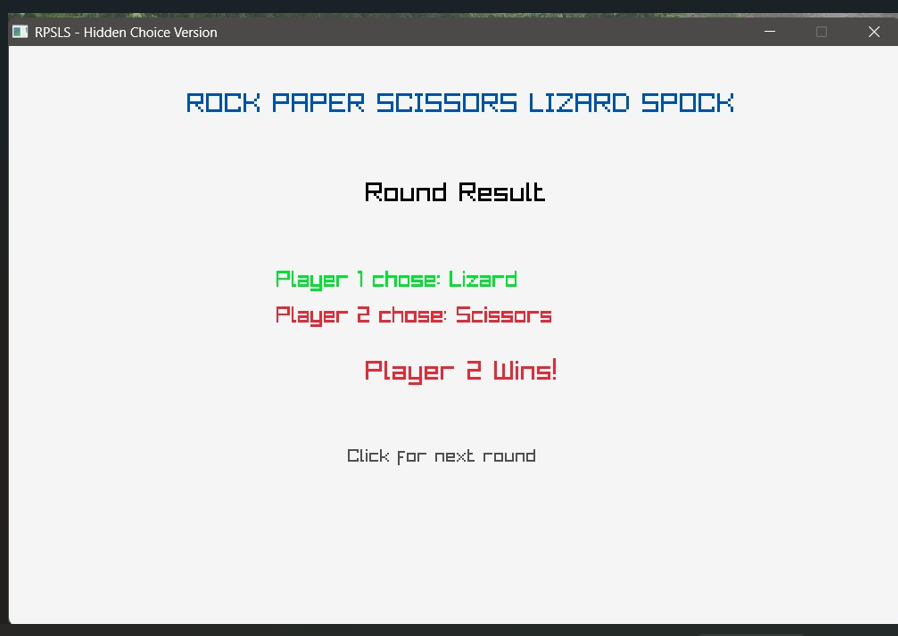 RPSLS - Hidden Choice Version
ROCK PAPER SCISSORS LIZARD SPOCK
Round Result
Player 1 chose: Lizard
Player 2 chose: Scissors
Player 2 Wins!
Click for next round